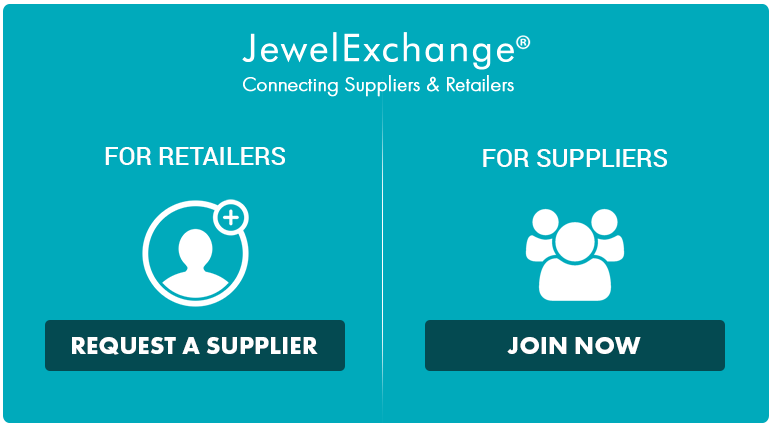 JewelExchange®
Connecting Suppliers & Retailers
FOR RETAILERS
REQUEST A SUPPLIER
FOR SUPPLIERS
JOIN NOW